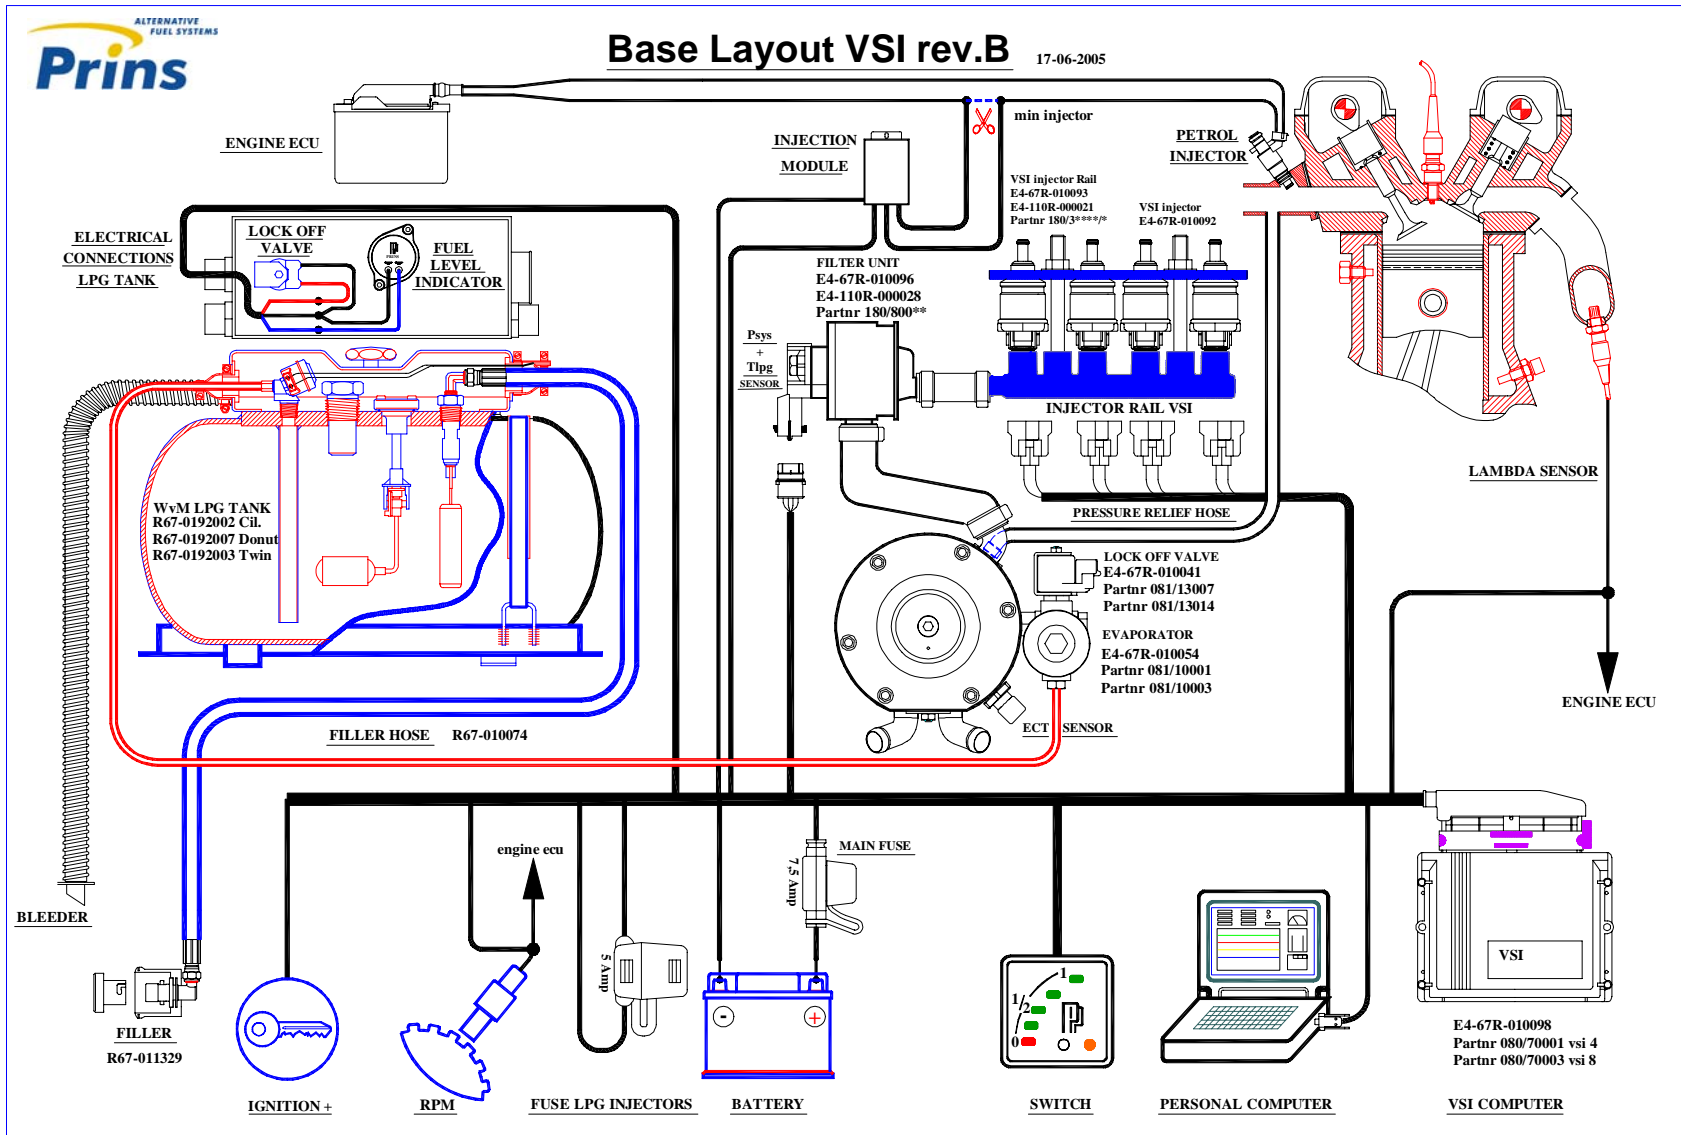 ALTERNATIVE
FUEL SYSTEMS
Prins
Base Layout VSI rev.B
17-06-2005
ENGINE ECU
INJECTION
MODULE
min injector
PETROL
INJECTOR
VSI injector Rail
E4-67R-010093
E4-110R-000021
Partnr 180/3****/*
VSI injector
E4-67R-010092
ELECTRICAL
CONNECTIONS
LPG TANK
LOCK OFF
VALVE
FUEL
LEVEL
INDICATOR
FILTER UNIT
E4-67R-010096
E4-110R-000028
Partnr 180/800**
Psys
+
Tlpg
SENSOR
INJECTOR RAIL VSI
LAMBDA SENSOR
PRESSURE RELIEF HOSE
WvM LPG TANK
R67-0192002 Cil.
R67-0192007 Donut
R67-0192003 Twin
LOCK OFF VALVE
E4-67R-010041
Partnr 081/13007
Partnr 081/13014
EVAPORATOR
E4-67R-010054
Partnr 081/10001
Partnr 081/10003
ECT SENSOR
ENGINE ECU
FILLER HOSE R67-010074
engine ecu
MAIN FUSE
7,5 Amp
5 Amp
BLEEDER
FILLER
R67-011329
- +
1
1/2
0
VSI
E4-67R-010098
Partnr 080/70001 vsi 4
Partnr 080/70003 vsi 8
IGNITION +
RPM
FUSE LPG INJECTORS
BATTERY
SWITCH
PERSONAL COMPUTER
VSI COMPUTER